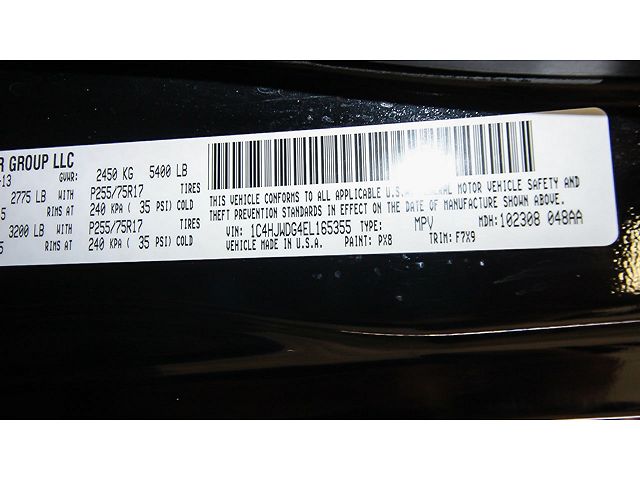 R GROUP LLC
-13 GVWR: 2450 KG 5400 LB
2775 LB WITH P255/75R17 TIRES
5 RIMS AT 240 KPA ( 35 PSI) COLD
3200 LB WITH P255/75R17 TIRES
5 RIMS AT 240 KPA ( 35 PSI) COLD
THIS VEHICLE CONFORMS TO ALL APPLICABLE U.S.A. FEDERAL MOTOR VEHICLE SAFETY AND
THEFT PREVENTION STANDARDS IN EFFECT ON THE DATE OF MANUFACTURE SHOWN ABOVE.
VIN: 1C4HJWDG4EL165355 TYPE: MPV MDH: 102308 048AA
VEHICLE MADE IN U.S.A. PAINT: PX8 TRIM: F7X9